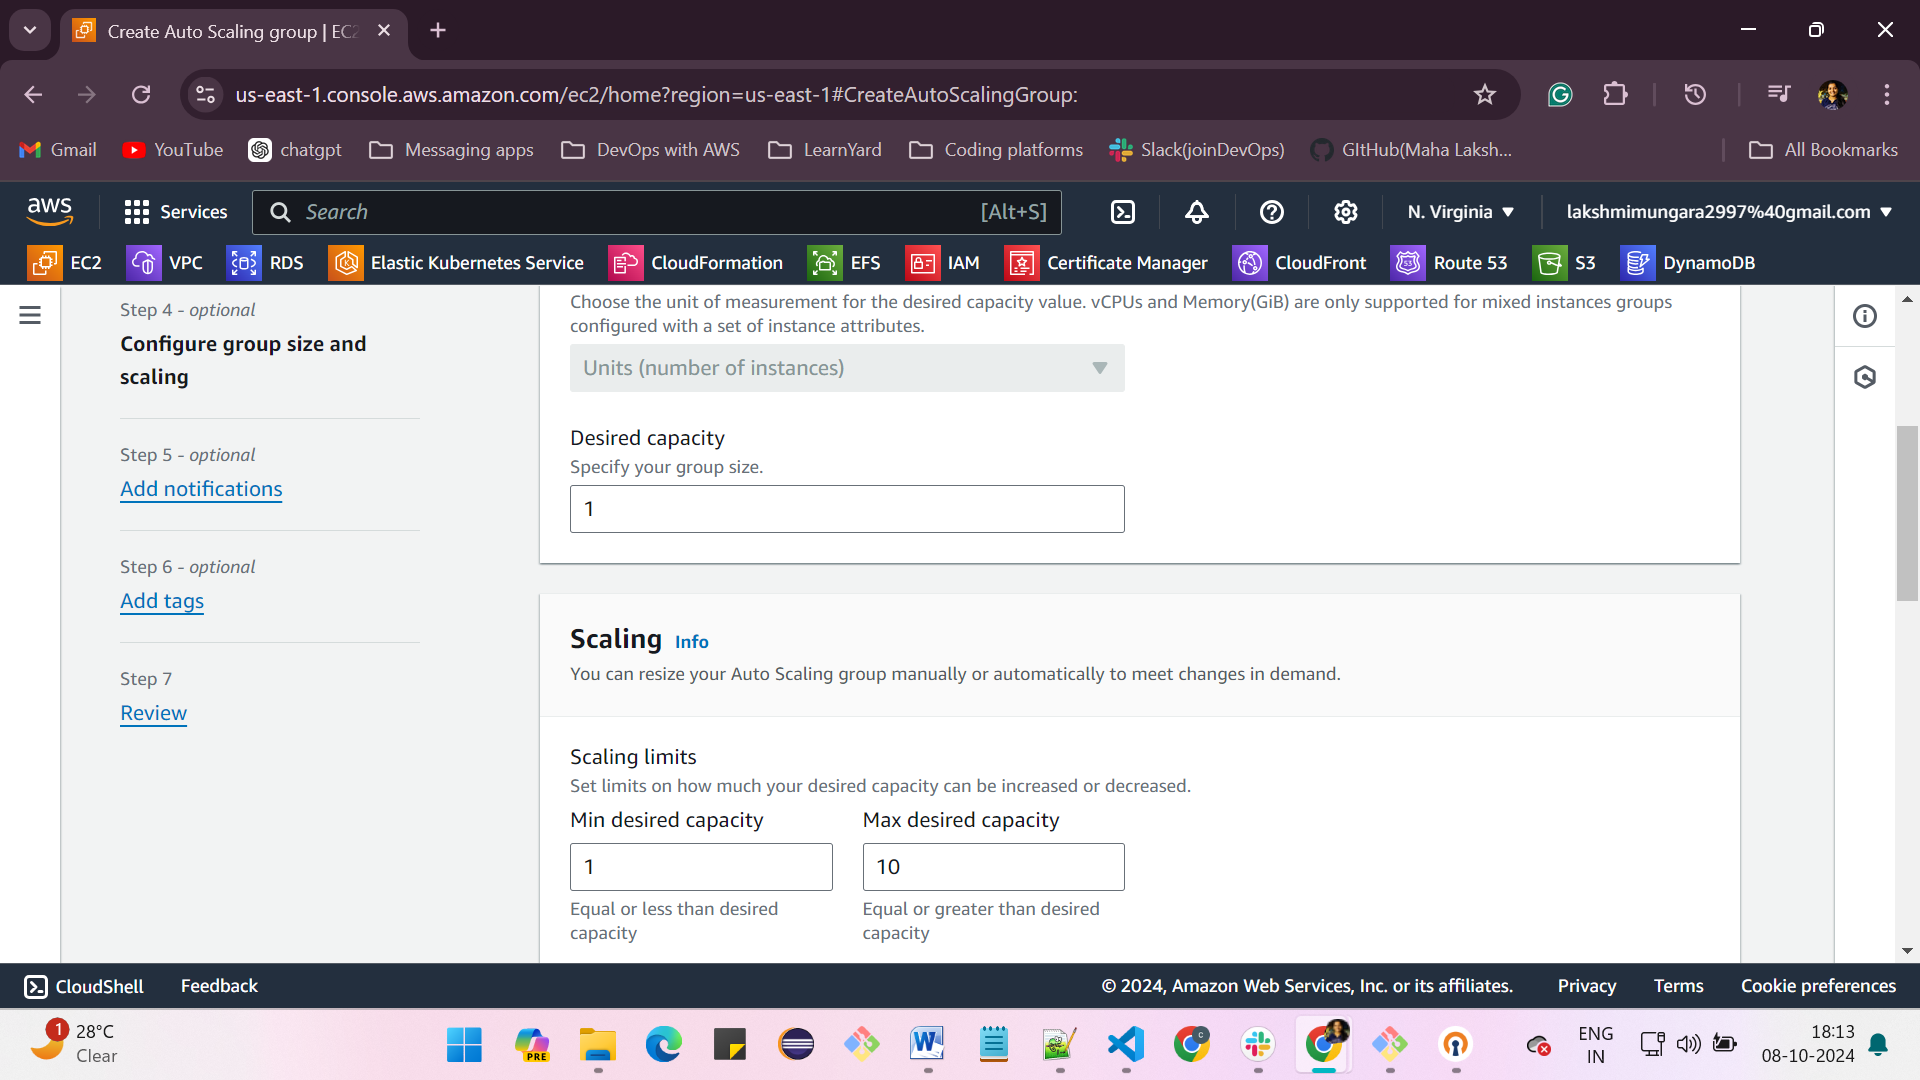 Create Auto Scaling group | EC2
us-east-1.console.aws.amazon.com/ec2/home?region=us-east-1#CreateAutoScalingGroup:
Gmail YouTube chatgpt Messaging apps DevOps with AWS LearnYard Coding platforms Slack(joinDevOps) GItHub(Maha Laksh... All Bookmarks
aws Services Search [Alt+S] N. Virginia lakshmimungara2997%40gmail.com
EC2 VPC RDS Elastic Kubernetes Service CloudFormation EFS IAM Certificate Manager CloudFront Route 53 S3 DynamoDB
Step 4 - optional
Configure group size and
scaling
Step 5 - optional
Add notifications
Step 6 - optional
Add tags
Step 7
Review
Choose the unit of measurement for the desired capacity value. vCPUs and Memory(GiB) are only supported for mixed instances groups
configured with a set of instance attributes.
Units (number of instances)
Desired capacity
Specify your group size.
1
Scaling Info
You can resize your Auto Scaling group manually or automatically to meet changes in demand.
Scaling limits
Set limits on how much your desired capacity can be increased or decreased.
Min desired capacity Max desired capacity
1 10
Equal or less than desired
capacity
Equal or greater than desired
capacity
CloudShell Feedback © 2024, Amazon Web Services, Inc. or its affiliates. Privacy Terms Cookie preferences
1 28°C
Clear
PRE
ENG
IN
18:13
08-10-2024